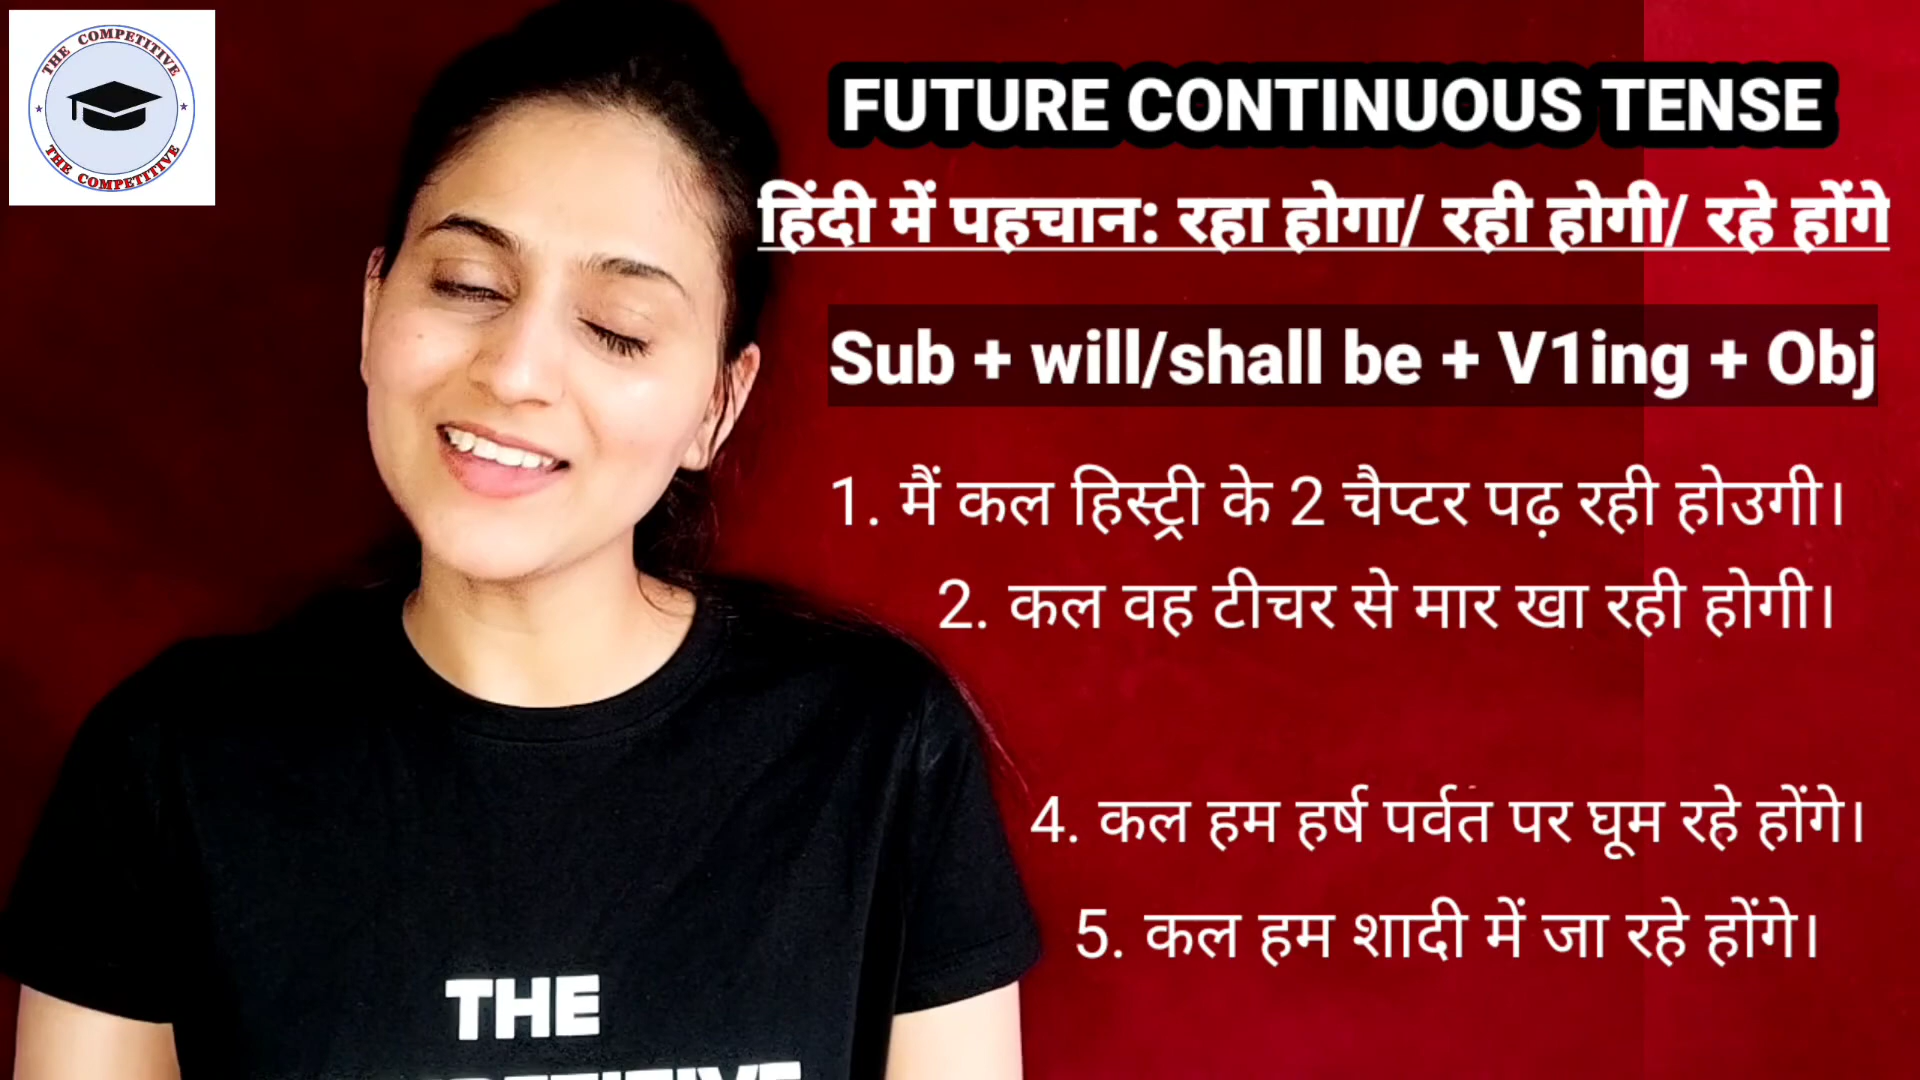 THE COMPETITIVE
THE COMPETITIVE
FUTURE CONTINUOUS TENSE
हिंदी में पहचान: रहा होगा/ रही होगी/ रहे होंगे
Sub + will/shall be + V1ing + Obj
1. मैं कल हिस्ट्री के 2 चैप्टर पढ़ रही होउगी।
2. कल वह टीचर से मार खा रही होगी।
4. कल हम हर्ष पर्वत पर घूम रहे होंगे।
5. कल हम शादी में जा रहे होंगे।
THE